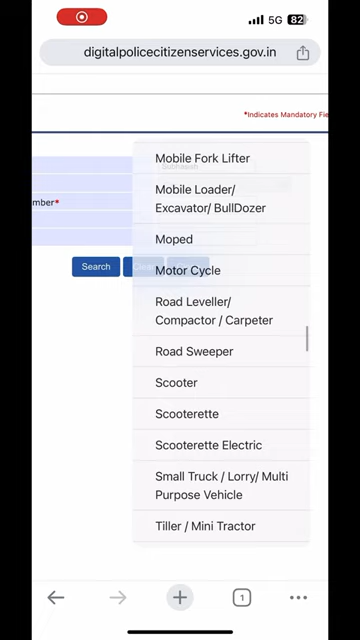 5G 82
digitalpolicecitizenservices.gov.in
*Indicates Mandatory Fie
Mobile Fork Lifter
Mobile Loader/
Excavator/ BullDozer
mber*
Moped
Search
Motor Cycle
Road Leveller/
Compactor / Carpeter
Road Sweeper
Scooter
Scooterette
Scooterette Electric
Small Truck / Lorry/ Multi
Purpose Vehicle
Tiller / Mini Tractor
1